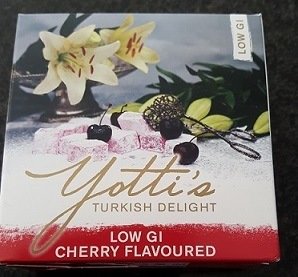 LOW GI
Yotti's
TURKISH DELIGHT
LOW GI
CHERRY FLAVOURED